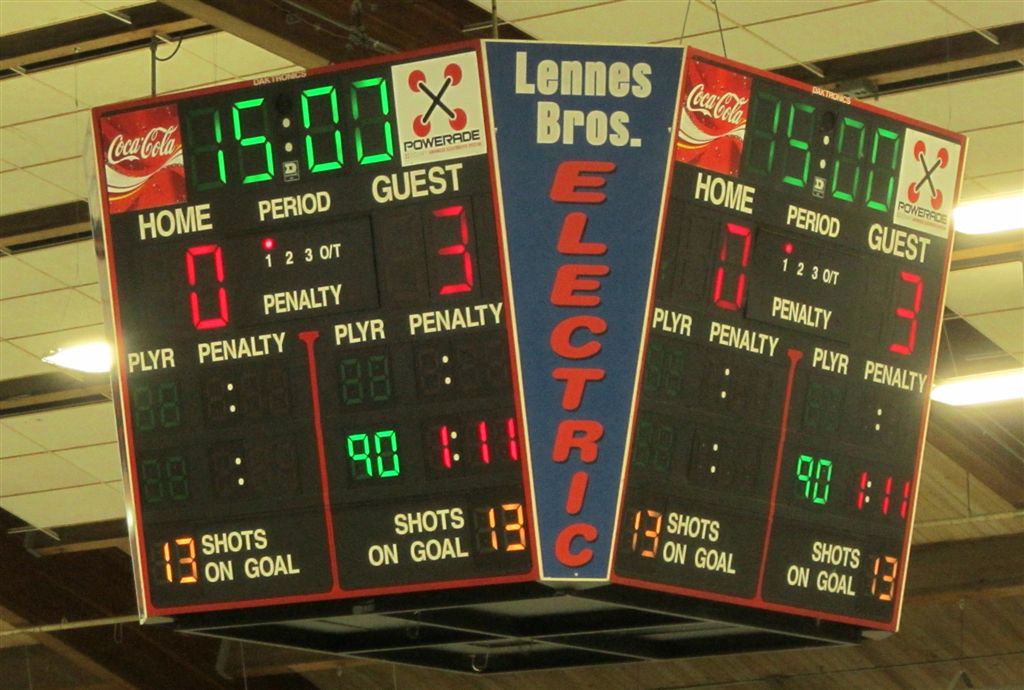 DAKTRONICS
Coca-Cola
15:00
POWERADE
HOME PERIOD GUEST
0
1 2 3 O/T
3
PENALTY
PLYR PENALTY PLYR PENALTY
:
:
:
90 1:11
13 SHOTS ON GOAL
SHOTS ON GOAL 13
Lennes
Bros.
ELECTRIC
DAKTRONICS
Coca-Cola
15:00
POWERADE
HOME PERIOD GUEST
0
1 2 3 O/T
3
PENALTY
PLYR PENALTY PLYR PENALTY
:
:
:
90 1:11
13 SHOTS ON GOAL
SHOTS ON GOAL 13